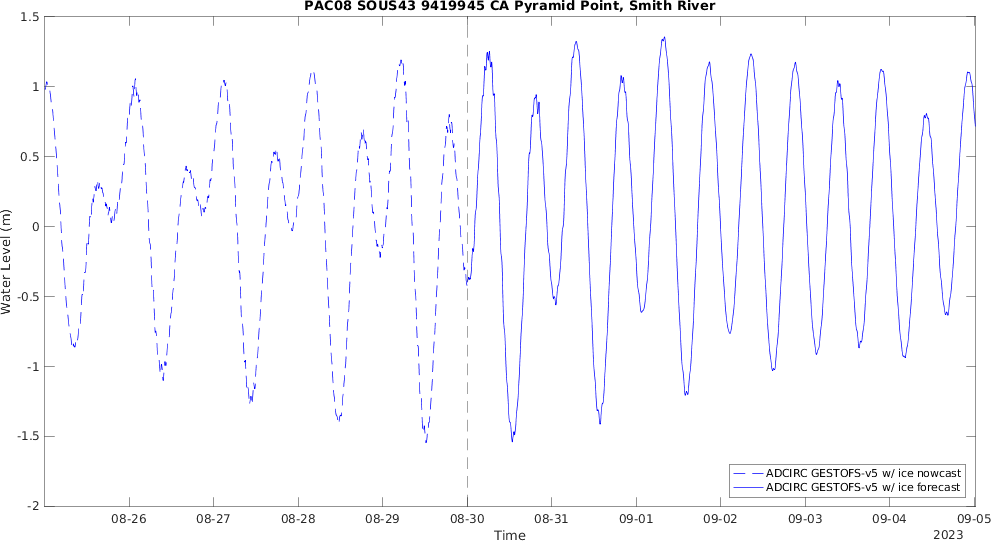 PAC08 SOUS43 9419945 CA Pyramid Point, Smith River
Water Level (m)
1.5
1
0.5
0
-0.5
-1
-1.5
-2
ADCIRC GESTOFS-v5 w/ ice nowcast
ADCIRC GESTOFS-v5 w/ ice forecast
08-26 08-27 08-28 08-29 08-30 08-31 09-01 09-02 09-03 09-04 09-05
Time
2023